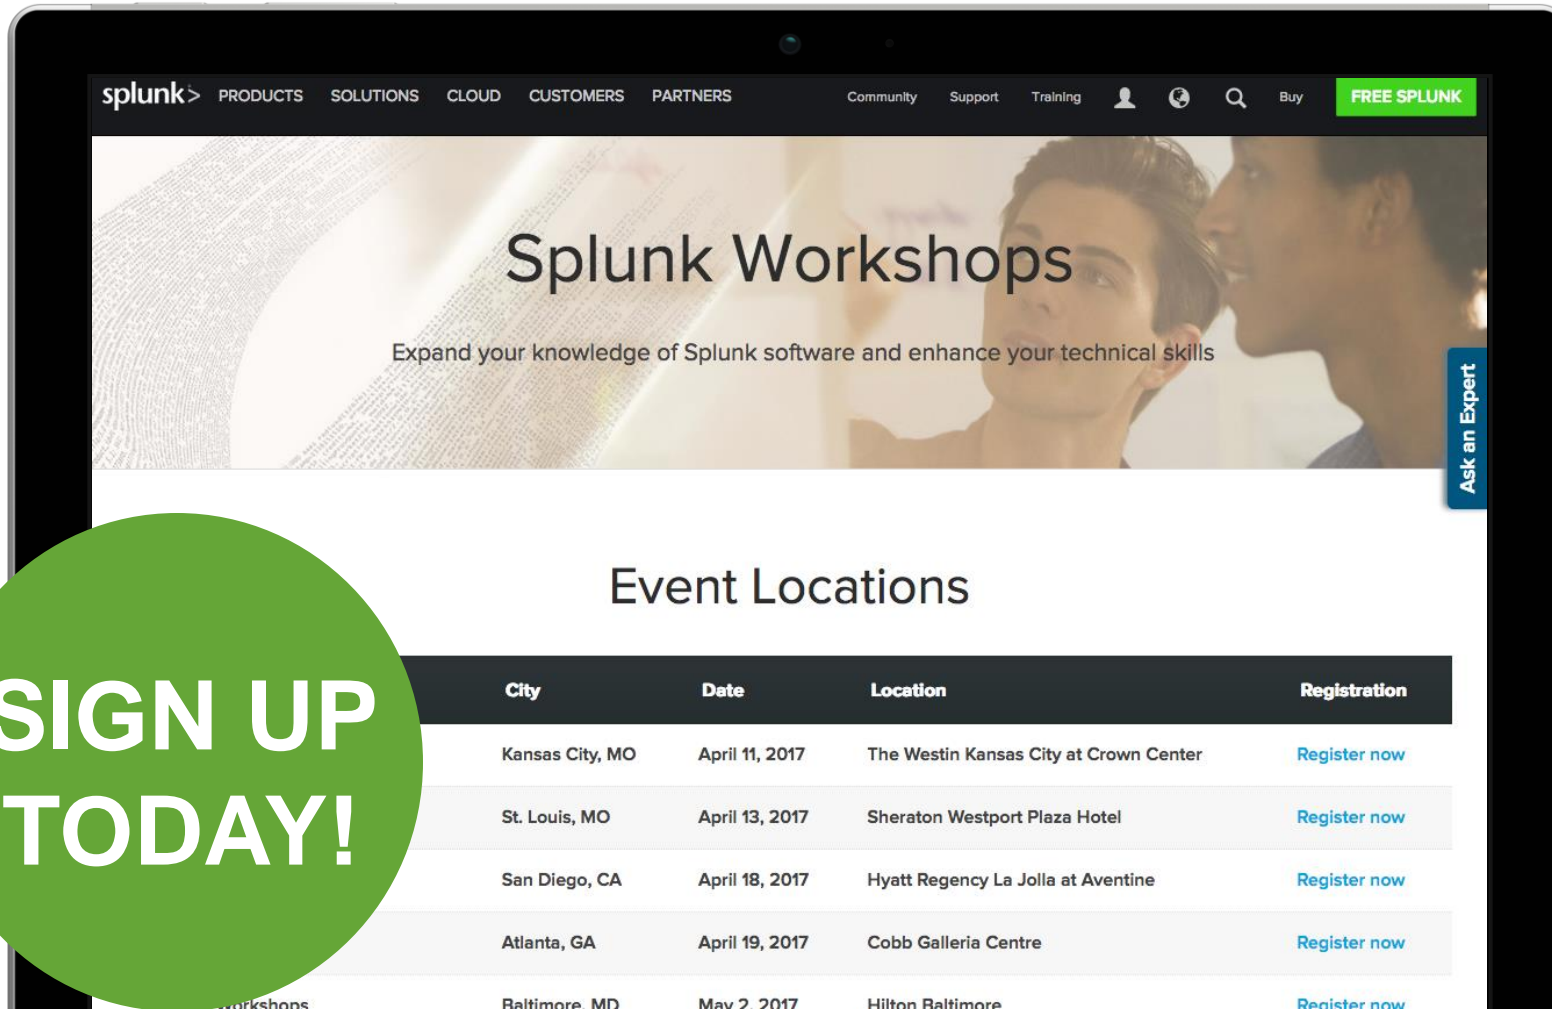 splunk> PRODUCTS SOLUTIONS CLOUD CUSTOMERS PARTNERS Community Support Training Buy FREE SPLUNK
Splunk Workshops
Expand your knowledge of Splunk software and enhance your technical skills
Ask an Expert
Event Locations
SIGN UP
TODAY!
City Date Location Registration
Kansas City, MO April 11, 2017 The Westin Kansas City at Crown Center Register now
St. Louis, MO April 13, 2017 Sheraton Westport Plaza Hotel Register now
San Diego, CA April 18, 2017 Hyatt Regency La Jolla at Aventine Register now
Atlanta, GA April 19, 2017 Cobb Galleria Centre Register now
Workshops Baltimore, MD May 2, 2017 Hilton Baltimore Register now